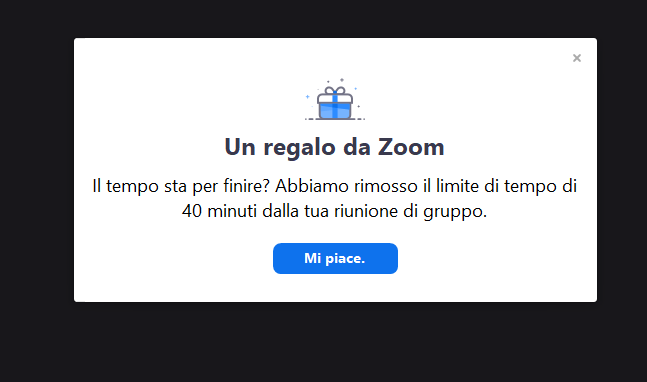 ×
Un regalo da Zoom
Il tempo sta per finire? Abbiamo rimosso il limite di tempo di
40 minuti dalla tua riunione di gruppo.
Mi piace.